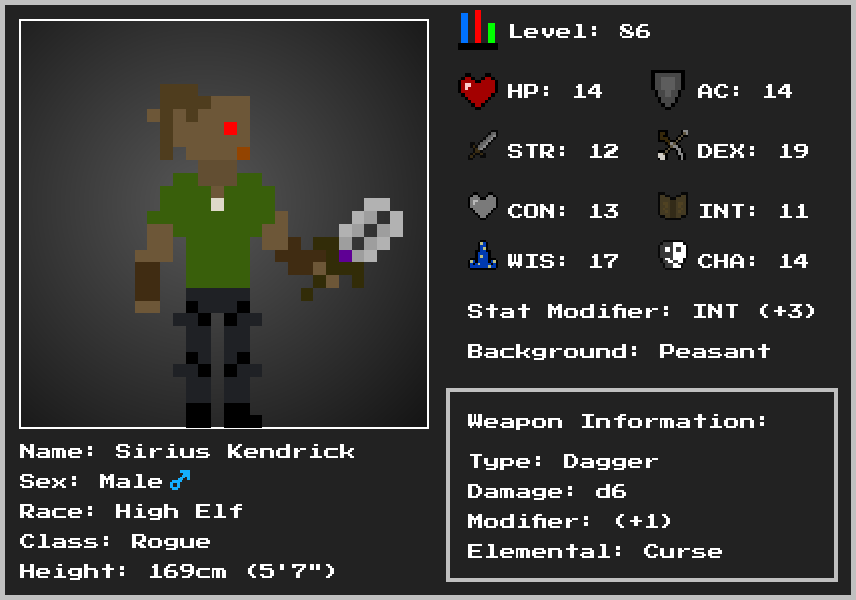 Level: 86
HP: 14
AC: 14
STR: 12
DEX: 19
CON: 13
INT: 11
WIS: 17
CHA: 14
Stat Modifier: INT (+3)
Background: Peasant
Weapon Information:
Type: Dagger
Damage: d6
Modifier: (+1)
Elemental: Curse
Name: Sirius Kendrick
Sex: Male♂
Race: High Elf
Class: Rogue
Height: 169cm (5'7")